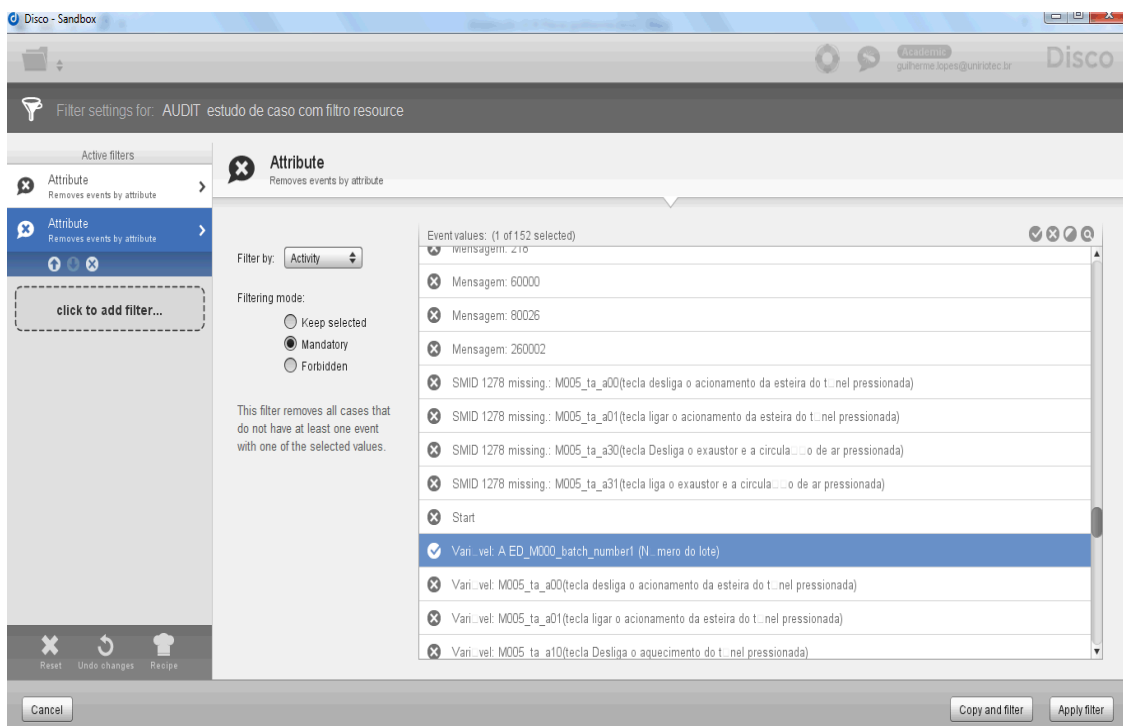 Disco - Sandbox
Academic
guilherme.lopes@uniriotec.br
Disco
Filter settings for: AUDIT estudo de caso com filtro resource
Active filters
Attribute
Removes events by attribute
Attribute
Removes events by attribute
click to add filter...
Reset Undo changes Recipe
Attribute
Removes events by attribute
Filter by: Activity
Filtering mode:
Keep selected
Mandatory
Forbidden
This filter removes all cases that
do not have at least one event
with one of the selected values.
Event values: (1 of 152 selected)
Mensagem: 218
Mensagem: 60000
Mensagem: 80026
Mensagem: 260002
SMID 1278 missing.: M005_ta_a00(tecla desliga o acionamento da esteira do t□nel pressionada)
SMID 1278 missing.: M005_ta_a01(tecla ligar o acionamento da esteira do t□nel pressionada)
SMID 1278 missing.: M005_ta_a30(tecla Desliga o exaustor e a circula□□o de ar pressionada)
SMID 1278 missing.: M005_ta_a31(tecla liga o exaustor e a circula□□o de ar pressionada)
Start
Vari□vel: A ED_M000_batch_number1 (N□mero do lote)
Vari□vel: M005_ta_a00(tecla desliga o acionamento da esteira do t□nel pressionada)
Vari□vel: M005_ta_a01(tecla ligar o acionamento da esteira do t□nel pressionada)
Vari□vel: M005_ta_a10(tecla Desliga o aquecimento do t□nel pressionada)
Cancel
Copy and filter
Apply filter